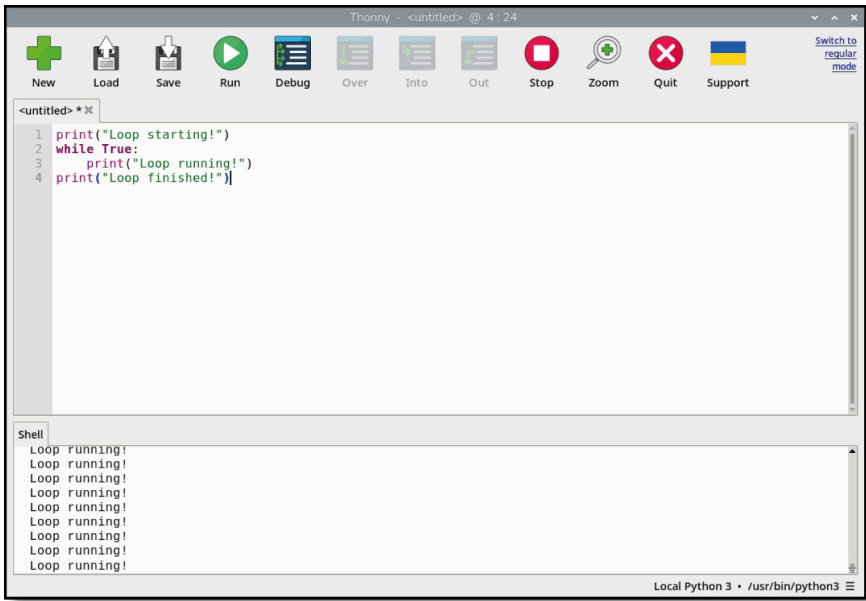 Thonny - <untitled> @ 4:24
New
Load
Save
Run
Debug
Over
Into
Out
Stop
Zoom
Quit
Support
Switch to
regular
mode
<untitled> *
1 print("Loop starting!")
2 while True:
3     print("Loop running!")
4 print("Loop finished!")
Shell
Loop running!
Loop running!
Loop running!
Loop running!
Loop running!
Loop running!
Loop running!
Loop running!
Loop running!
Local Python 3 • /usr/bin/python3 ☰